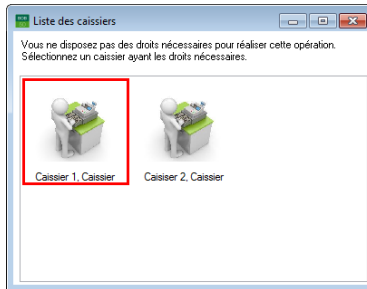 Liste des caissiers
Vous ne disposez pas des droits nécessaires pour réaliser cette opération.
Sélectionnez un caissier ayant les droits nécessaires.
Caissier 1, Caissier
Caisiser 2, Caissier